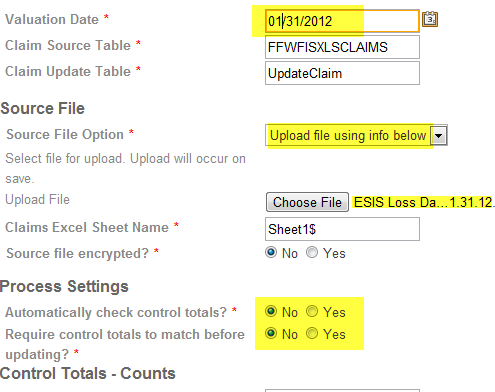 Valuation Date * 01/31/2012
Claim Source Table * FFWFISXLSCLAIMS
Claim Update Table * UpdateClaim
Source File
Source File Option * Upload file using info below
Select file for upload. Upload will occur on
save.
Upload File Choose File ESIS Loss Da...1.31.12.
Claims Excel Sheet Name * Sheet1$
Source file encrypted? * No Yes
Process Settings
Automatically check control totals? * No Yes
Require control totals to match before No Yes
updating? *
Control Totals - Counts